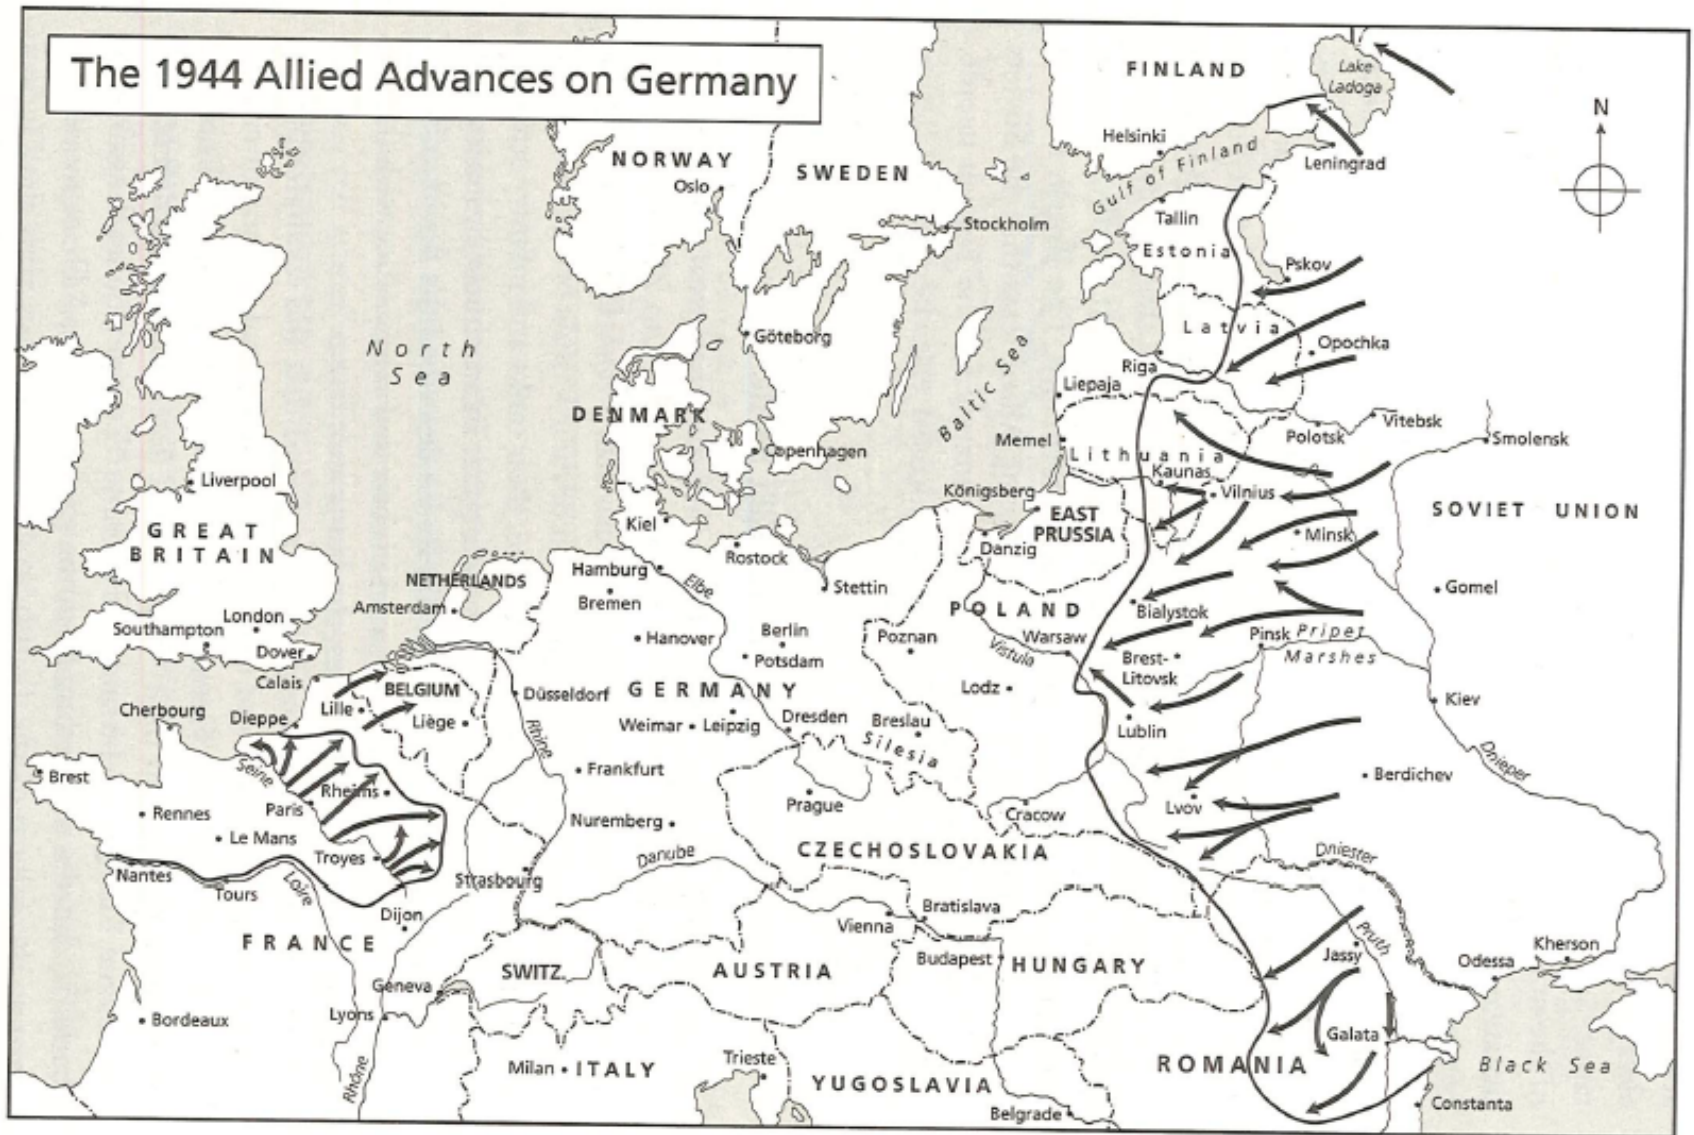 The 1944 Allied Advances on Germany
FINLAND
Lake
Ladoga
N
Helsinki
Gulf of Finland
Leningrad
NORWAY
Oslo
SWEDEN
Stockholm
Tallin
Estonia
Pskov
North
Sea
Göteborg
Baltic Sea
Latvia
Opochka
Riga
Liepaja
DENMARK
Copenhagen
Memel
Lithuania
Kaunas
Polotsk
Vitebsk
Smolensk
Liverpool
GREAT
BRITAIN
Kiel
Rostock
Königsberg
EAST
PRUSSIA
Danzig
Vilnius
Minsk
SOVIET UNION
NETHERLANDS
Amsterdam
Hamburg
Bremen
Elbe
Stettin
POLAND
Bialystok
Gomel
London
Southampton
Dover
Hanover
Berlin
Potsdam
Poznan
Warsaw
Vistula
Brest-
Litovsk
Pinsk
Pripet
Marshes
Calais
Lille
BELGIUM
Liège
Düsseldorf
GERMANY
Lodz
Kiev
Cherbourg
Dieppe
Rhine
Weimar
Leipzig
Dresden
Breslau
Silesia
Lublin
Dnieper
Brest
Seine
Rheims
Paris
Frankfurt
Prague
Cracow
Lvov
Berdichev
Rennes
Le Mans
Troyes
Nuremberg
Danube
CZECHOSLOVAKIA
Dniester
Nantes
Tours
Loire
Strasbourg
Dijon
FRANCE
Vienna
Bratislava
Pruth
Jassy
Odessa
Kherson
Geneva
SWITZ.
AUSTRIA
Budapest
HUNGARY
Bordeaux
Lyons
Rhône
Milan
ITALY
Trieste
YUGOSLAVIA
Belgrade
ROMANIA
Galata
Black Sea
Constanta